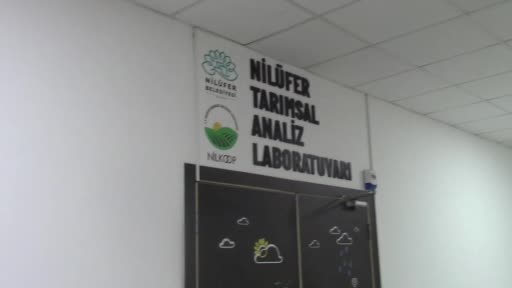 NİLÜFER
BELEDİYESİ
NİLKOOP
NİLÜFER
TARIMSAL
ANALİZ
LABORATUVARI